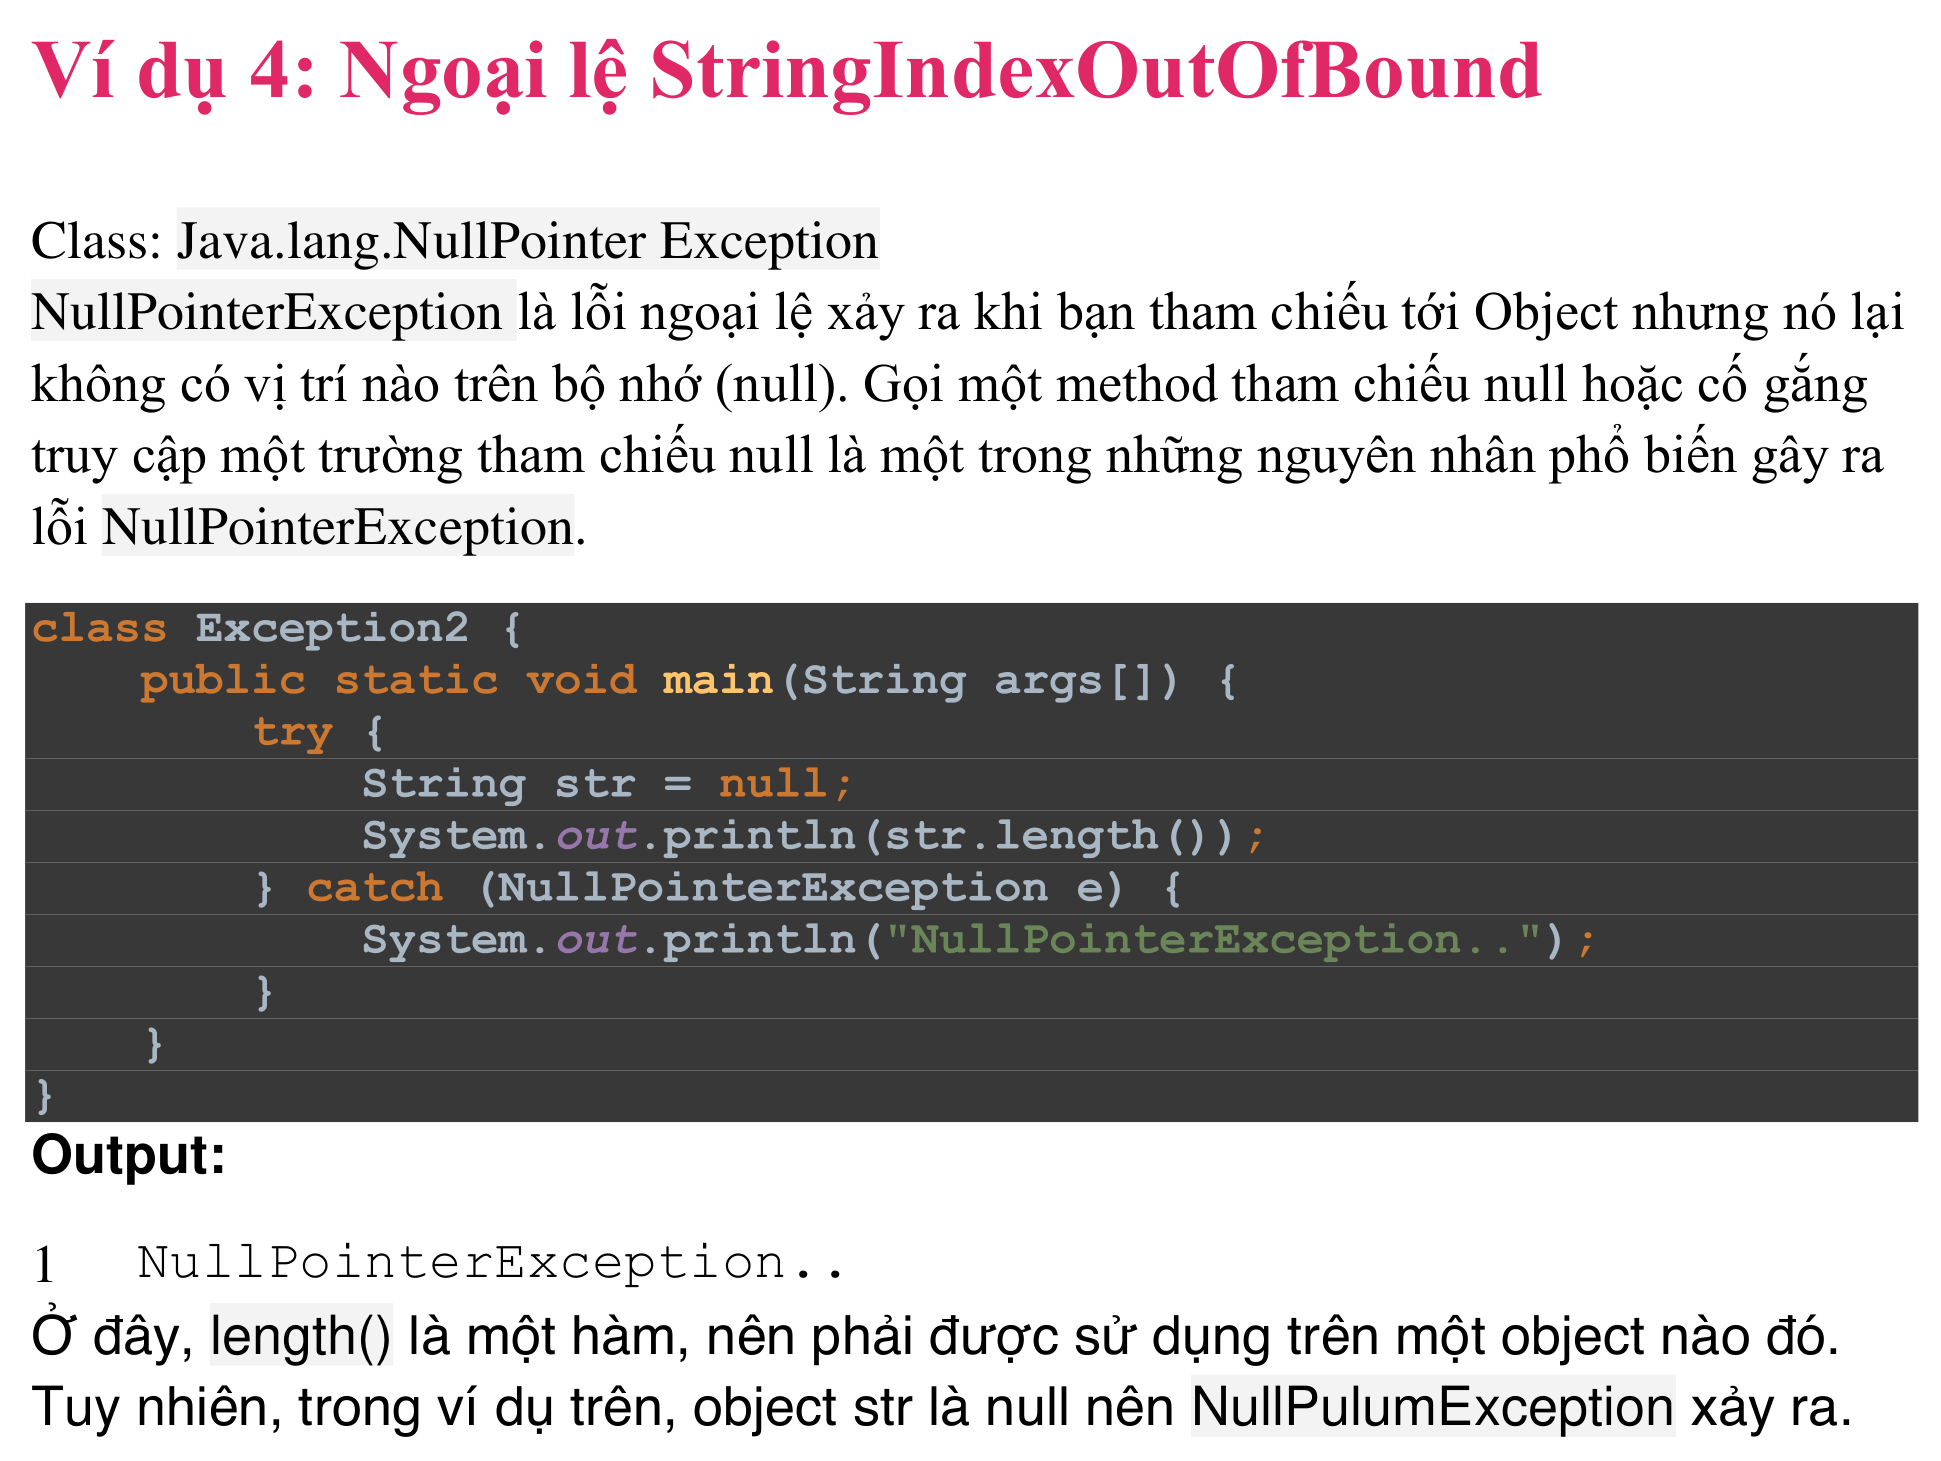 Ví dụ 4: Ngoại lệ StringIndexOutOfBound
Class: Java.lang.NullPointer Exception
NullPointerException là lỗi ngoại lệ xảy ra khi bạn tham chiếu tới Object nhưng nó lại
không có vị trí nào trên bộ nhớ (null). Gọi một method tham chiếu null hoặc cố gắng
truy cập một trường tham chiếu null là một trong những nguyên nhân phổ biến gây ra
lỗi NullPointerException.
class Exception2 {
    public static void main(String args[]) {
        try {
            String str = null;
            System.out.println(str.length());
        } catch (NullPointerException e) {
            System.out.println("NullPointerException..");
        }
    }
}
Output:
1 NullPointerException..
Ở đây, length() là một hàm, nên phải được sử dụng trên một object nào đó.
Tuy nhiên, trong ví dụ trên, object str là null nên NullPulumException xảy ra.